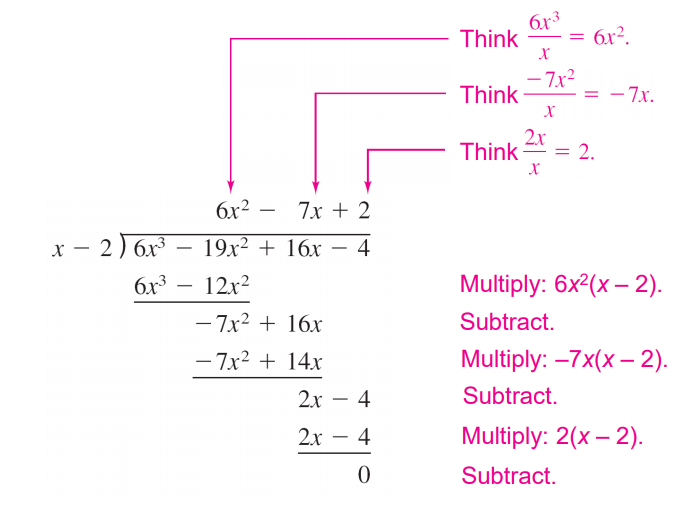 Think 6x³/x = 6x².
Think −7x²/x = −7x.
Think 2x/x = 2.
6x² − 7x + 2
x − 2)6x³ − 19x² + 16x − 4
6x³ − 12x² Multiply: 6x²(x – 2).
−7x² + 16x Subtract.
−7x² + 14x Multiply: –7x(x – 2).
2x − 4 Subtract.
2x − 4 Multiply: 2(x – 2).
0 Subtract.